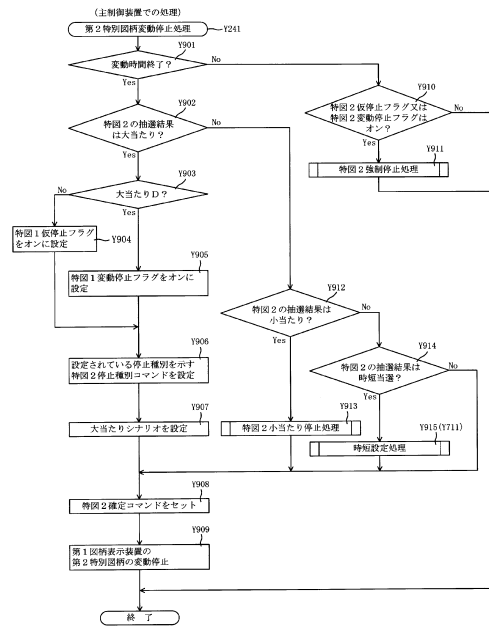 (主制御装置での処理)
第2特別図柄変動停止処理
Y241
Y901
変動時間終了?
No
Yes
Y902
特図2の抽選結果
は大当たり?
No
Yes
Y910
特図2仮停止フラグ又は
特図2変動停止フラグは
オン?
No
Yes
Y911
特図2強制停止処理
Y903
大当たりD?
No
Yes
特図1仮停止フラグ
をオンに設定
Y904
Y905
特図1変動停止フラグをオンに
設定
Y912
特図2の抽選結果は
小当たり?
No
Yes
Y906
設定されている停止種別を示す
特図2停止種別コマンドを設定
Y914
特図2の抽選結果は
時短当選?
No
Yes
Y907
大当たりシナリオを設定
Y913
特図2小当たり停止処理
Y915(Y711)
時短設定処理
Y908
特図2確定コマンドをセット
Y909
第1図柄表示装置の
第2特別図柄の変動停止
終 了